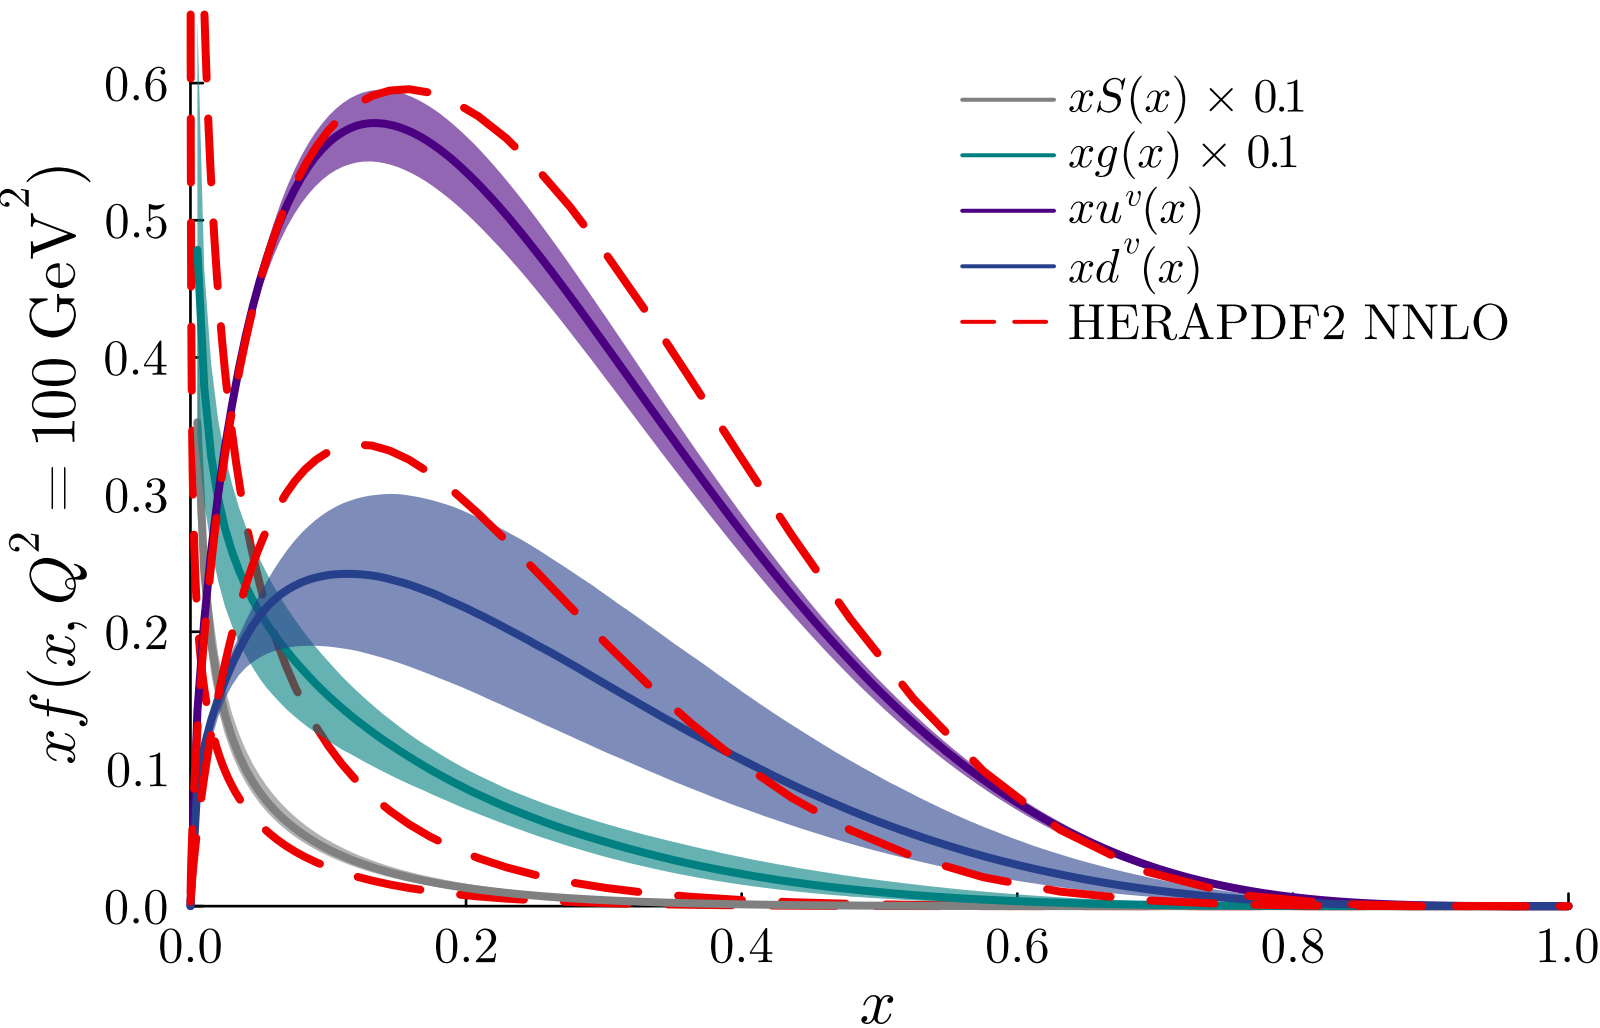 xf(x, Q² = 100 GeV²)
0.6
0.5
0.4
0.3
0.2
0.1
0.0
xS(x) × 0.1
xg(x) × 0.1
xuᵛ(x)
xdᵛ(x)
HERAPDF2 NNLO
0.0 0.2 0.4 0.6 0.8 1.0
x